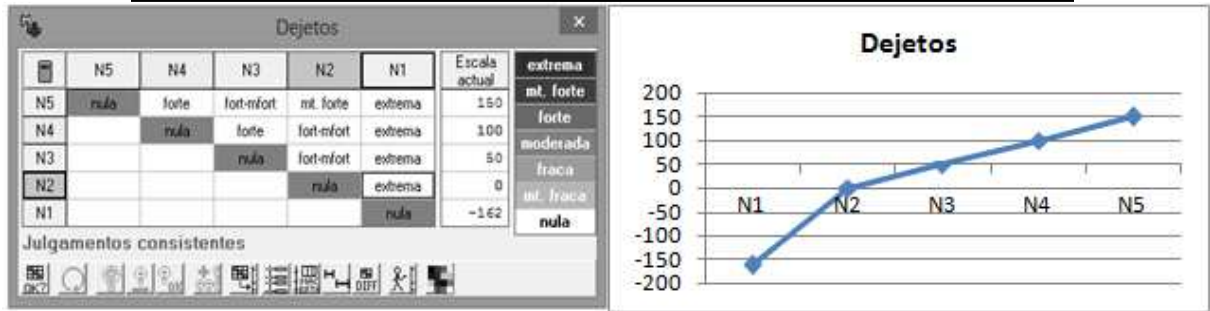 Dejetos
N5 N4 N3 N2 N1 Escala actual
N5 nula forte fort-mfort mt. forte extrema 150
N4 nula forte fort-mfort extrema 100
N3 nula fort-mfort extrema 50
N2 nula extrema 0
N1 nula -162
extrema
mt. forte
forte
moderada
fraca
mt. fraca
nula
Julgamentos consistentes
OK?
DIFF
Dejetos
200
150
100
50
0
-50
-100
-150
-200
N1 N2 N3 N4 N5